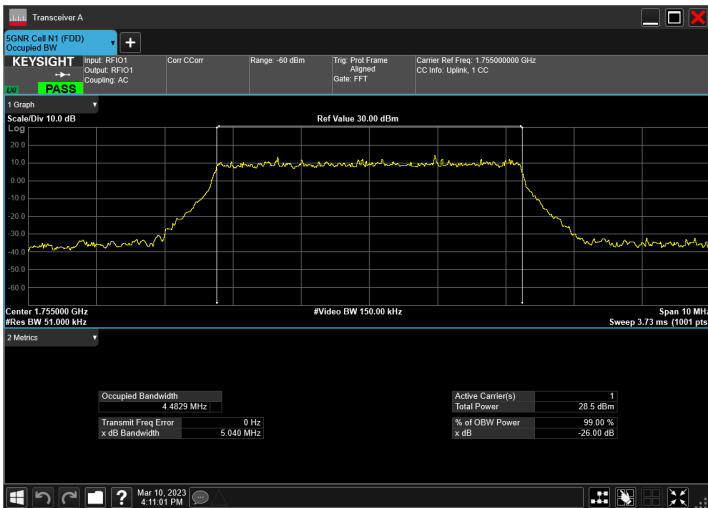 Transceiver A
5GNR Cell N1 (FDD)
Occupied BW
KEYSIGHT
Input: RFIO1
Output: RFIO1
Coupling: AC
Corr CCorr
Range: -60 dBm
Trig: Prot Frame
Aligned
Gate: FFT
Carrier Ref Freq: 1.755000000 GHz
CC Info: Uplink, 1 CC
PASS
1 Graph
Scale/Div 10.0 dB
Ref Value 30.00 dBm
Log
20.0
10.0
0.00
-10.0
-20.0
-30.0
-40.0
-50.0
-60.0
Center 1.755000 GHz
#Video BW 150.00 kHz
Span 10 MHz
#Res BW 51.000 kHz
Sweep 3.73 ms (1001 pts
2 Metrics
Occupied Bandwidth
4.4829 MHz
Transmit Freq Error 0 Hz
x dB Bandwidth 5.040 MHz
Active Carrier(s) 1
Total Power 28.5 dBm
% of OBW Power 99.00 %
x dB -26.00 dB
Mar 10, 2023
4:11:01 PM